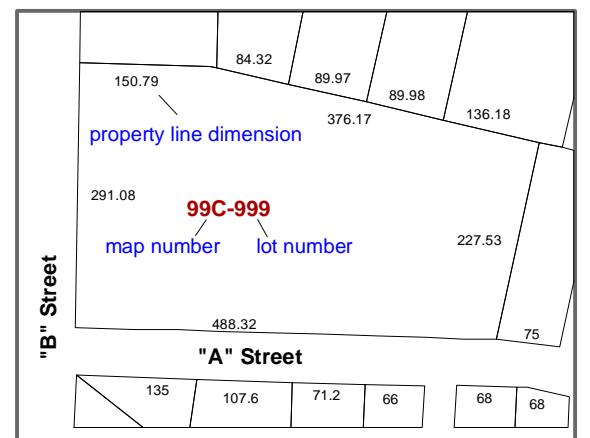 84.32
150.79
89.97
89.98
136.18
376.17
property line dimension
291.08
99C-999
map number
lot number
227.53
"B" Street
488.32
75
"A" Street
135
107.6
71.2
66
68
68